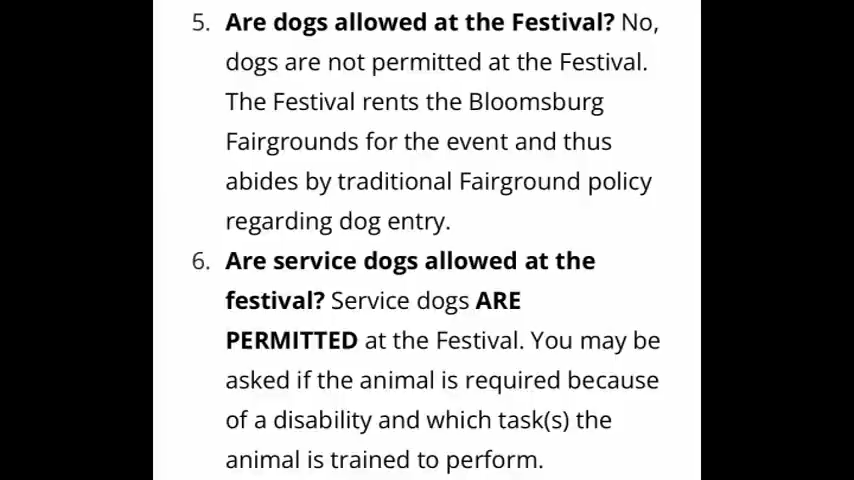 5. Are dogs allowed at the Festival? No,
dogs are not permitted at the Festival.
The Festival rents the Bloomsburg
Fairgrounds for the event and thus
abides by traditional Fairground policy
regarding dog entry.
6. Are service dogs allowed at the
festival? Service dogs ARE
PERMITTED at the Festival. You may be
asked if the animal is required because
of a disability and which task(s) the
animal is trained to perform.